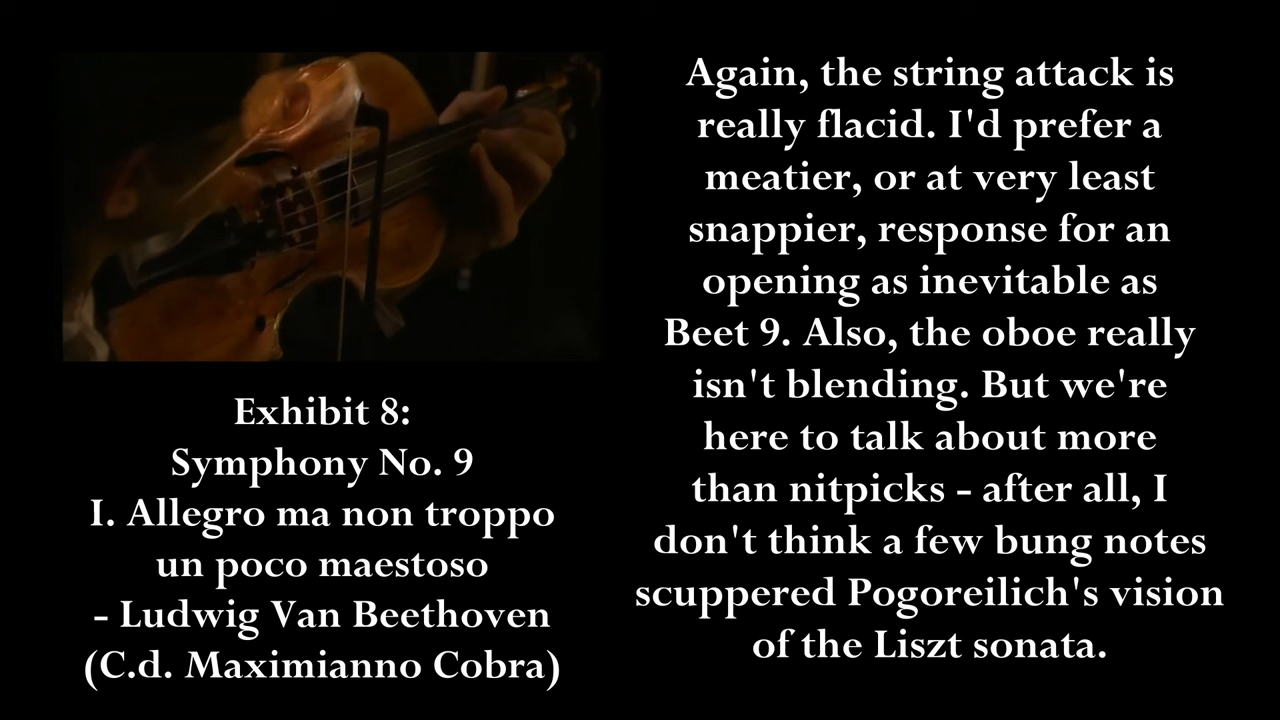 Exhibit 8:
Symphony No. 9
I. Allegro ma non troppo
un poco maestoso
- Ludwig Van Beethoven
(C.d. Maximianno Cobra)
Again, the string attack is
really flacid. I'd prefer a
meatier, or at very least
snappier, response for an
opening as inevitable as
Beet 9. Also, the oboe really
isn't blending. But we're
here to talk about more
than nitpicks - after all, I
don't think a few bung notes
scuppered Pogoreilich's vision
of the Liszt sonata.